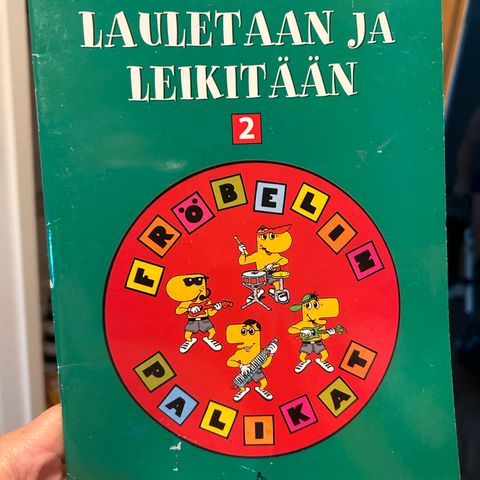 LAULETAAN JA
LEIKITÄÄN
2
FRÖBELIN
PALIKAT